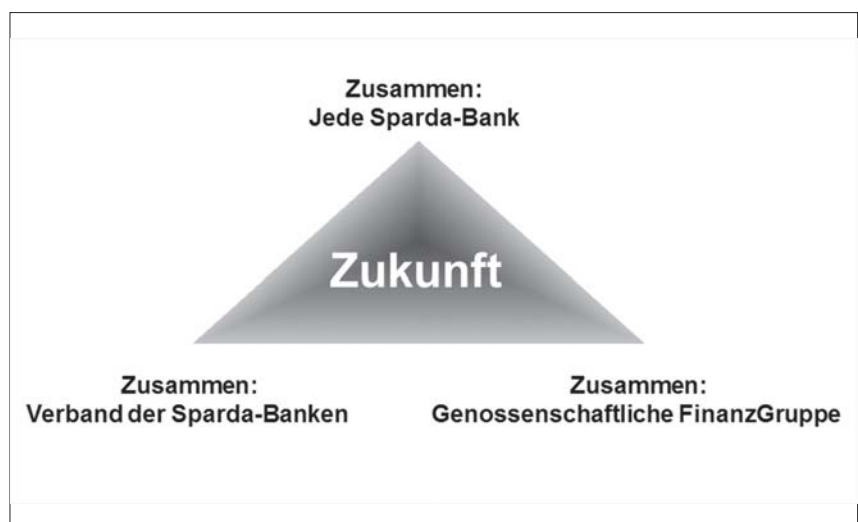 Zusammen:
Jede Sparda-Bank
Zukunft
Zusammen:
Verband der Sparda-Banken
Zusammen:
Genossenschaftliche FinanzGruppe